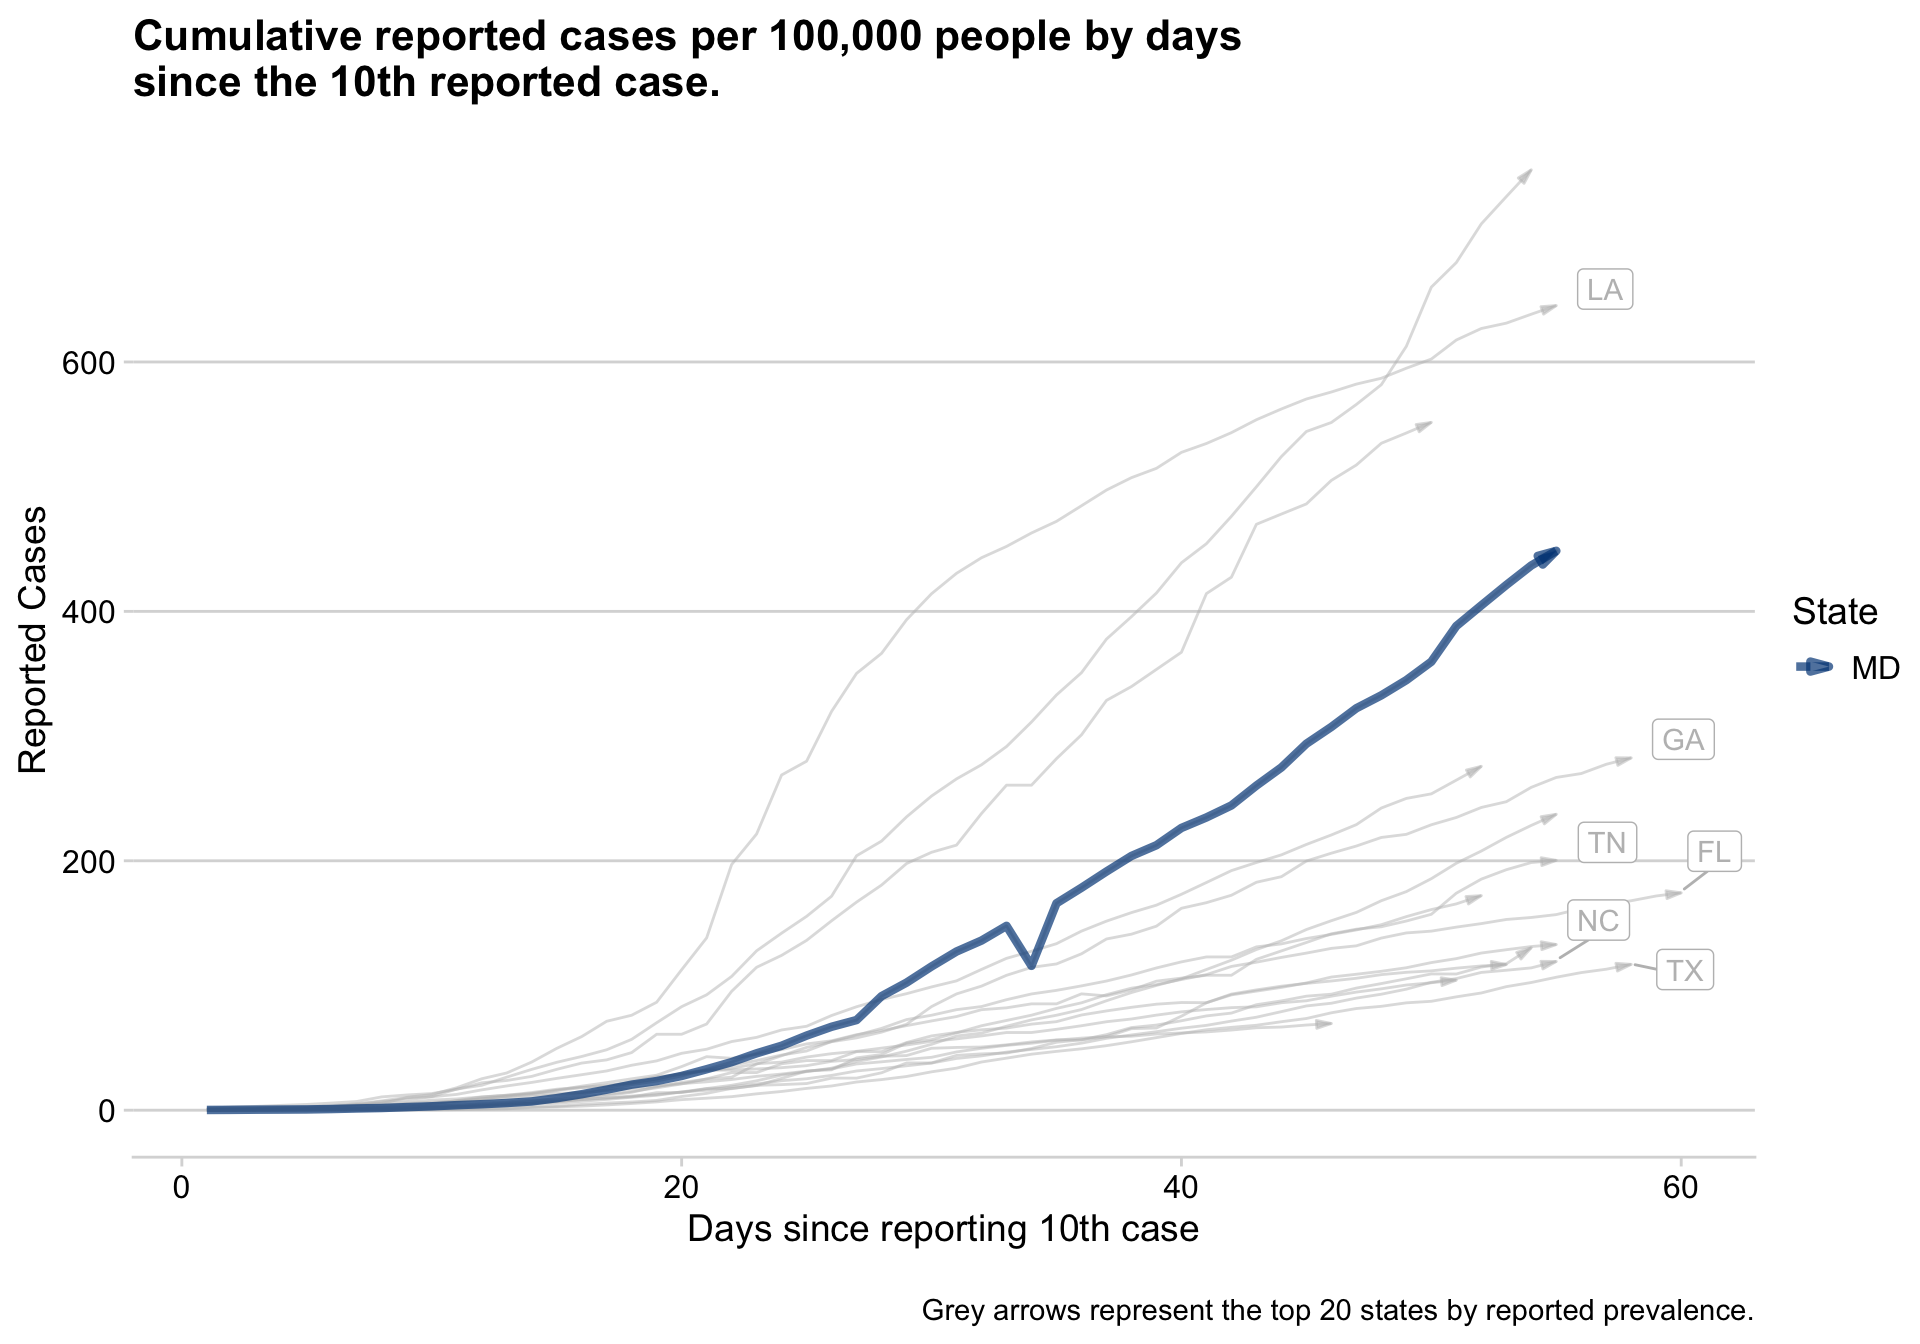 Cumulative reported cases per 100,000 people by days
since the 10th reported case.
LA
600
Reported Cases
400
State
MD
GA
TN
FL
200
NC
TX
0
0
20
40
60
Days since reporting 10th case
Grey arrows represent the top 20 states by reported prevalence.